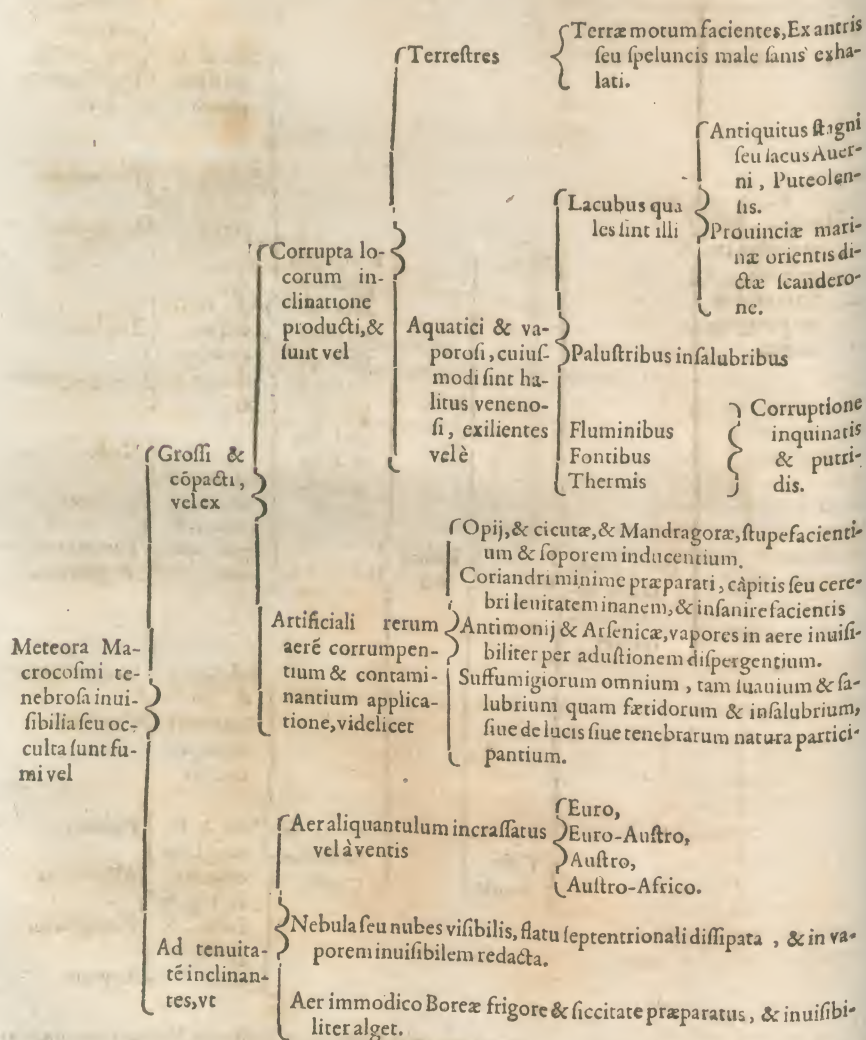 Terræ motum facientes, Ex antris
seu speluncis male sanis exha-
lati.
Terrestres
Antiquitus stagni
seu lacus Auer-
ni, Puteolen-
sis.
Lacubus qua
les sint illi
Prouinciæ mari-
næ orientis di-
ctæ scandero-
ne.
Corrupta lo-
corum in-
clinatione
producti, &
sunt vel
Aquatici & va-
porosi, cuius-
modi sint ha-
litus veneno-
si, exilientes
vel è
Palustribus insalubribus
Fluminibus
Fontibus
Thermis
Corruptione
inquinatis
& putri-
dis.
Grossi &
cõpacti,
vel ex
Opij, & cicutæ, & Mandragoræ, stupefacienti-
um & soporem inducentium.
Coriandri minime præparati, càpitis seu cere-
bri lenitatem inanem, & insanire facientis
Artificiali rerum
aerẽ corrumpen-
tium & contami-
nantium applica-
tione, videlicet
Antimonij & Arsenicæ, vapores in aere inuisi-
biliter per adustionem dispergentium.
Suffumigiorum omnium, tam suauium & sa-
lubrium quam fætidorum & insalubrium,
siue de lucis siue tenebrarum natura partici-
pantium.
Meteora Ma-
crocosmi te-
nebrosa inui-
sibilia seu oc-
culta sunt fu-
mi vel
Aer aliquantulum incrassatus
vel à ventis
Euro,
Euro-Austro,
Austro,
Austro-Africo.
Ad tenuita-
tẽ inclinan-
tes, vt
Nebula seu nubes visibilis, flatu septentrionali dissipata, & in va-
porem inuisibilem redacta.
Aer immodico Boreæ frigore & siccitate præparatus, & inuisibi-
liter alget.